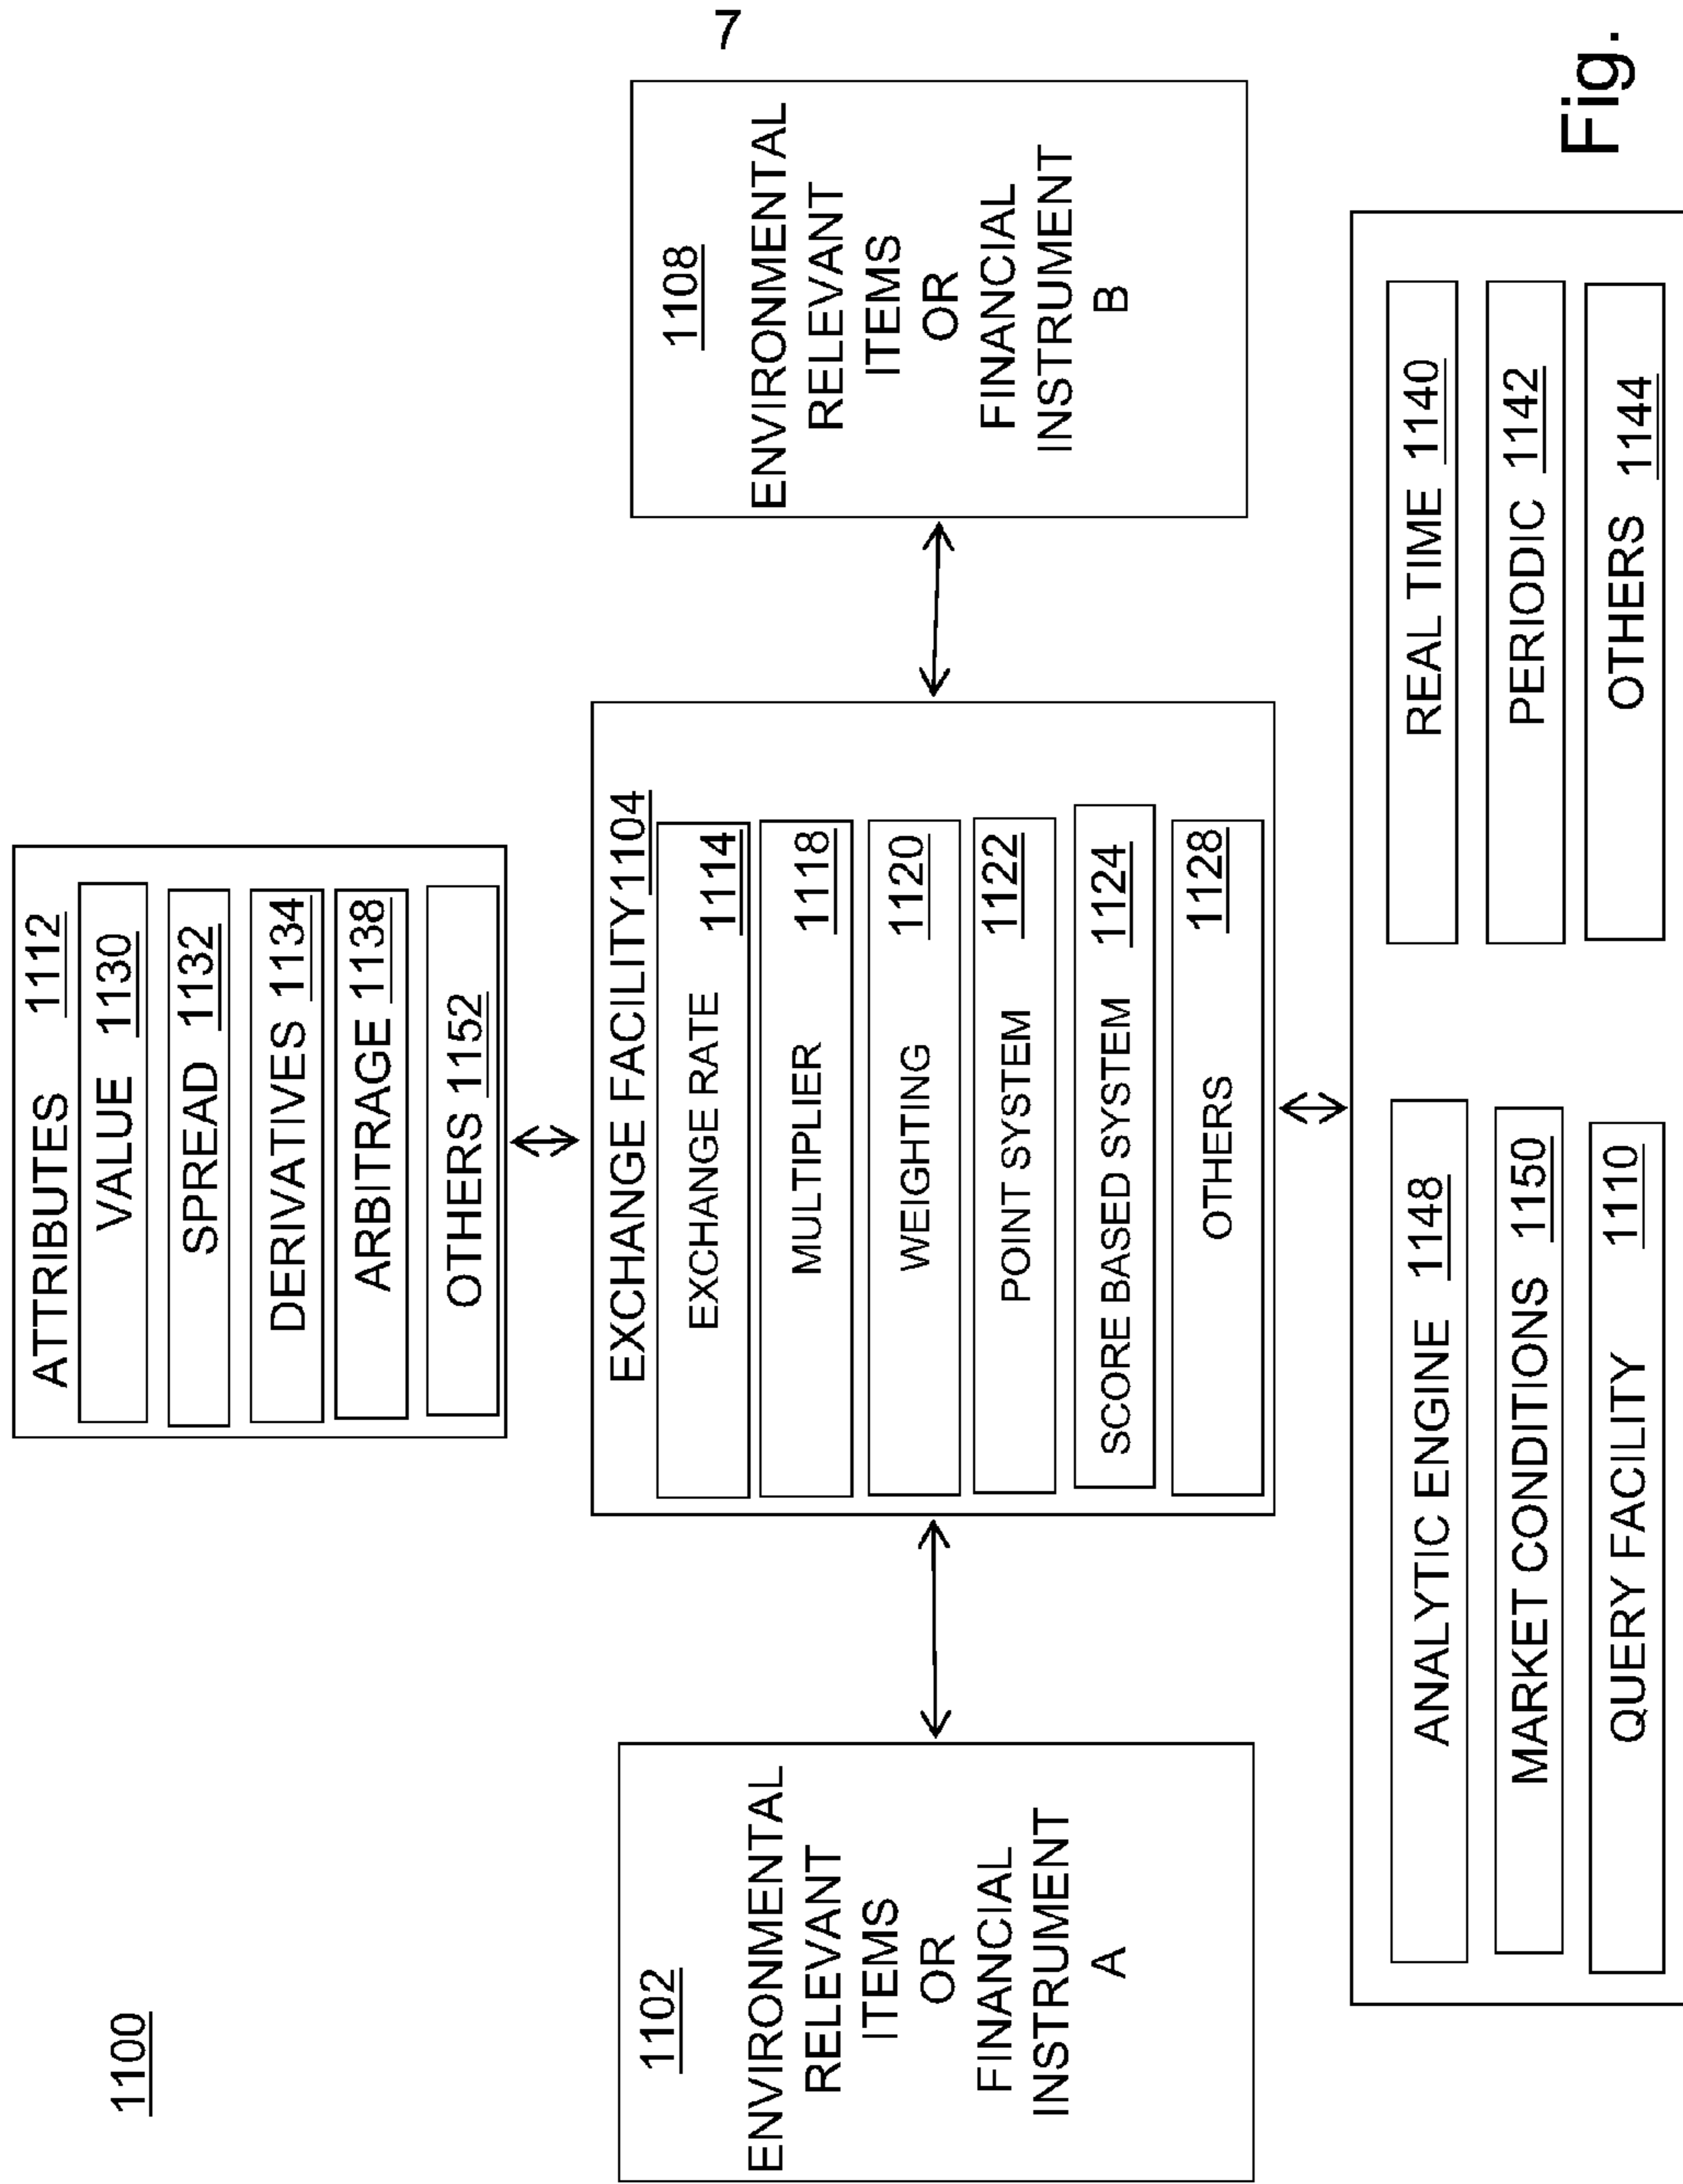 1100
ATTRIBUTES 1112
VALUE 1130
SPREAD 1132
DERIVATIVES 1134
ARBITRAGE 1138
OTHERS 1152
1102
ENVIRONMENTAL
RELEVANT
ITEMS
OR
FINANCIAL
INSTRUMENT
A
EXCHANGE FACILITY1104
EXCHANGE RATE 1114
MULTIPLIER 1118
WEIGHTING 1120
POINT SYSTEM 1122
SCORE BASED SYSTEM 1124
OTHERS 1128
1108
ENVIRONMENTAL
RELEVANT
ITEMS
OR
FINANCIAL
INSTRUMENT
B
ANALYTIC ENGINE 1148
MARKET CONDITIONS 1150
QUERY FACILITY 1110
REAL TIME 1140
PERIODIC 1142
OTHERS 1144
7
Fig.